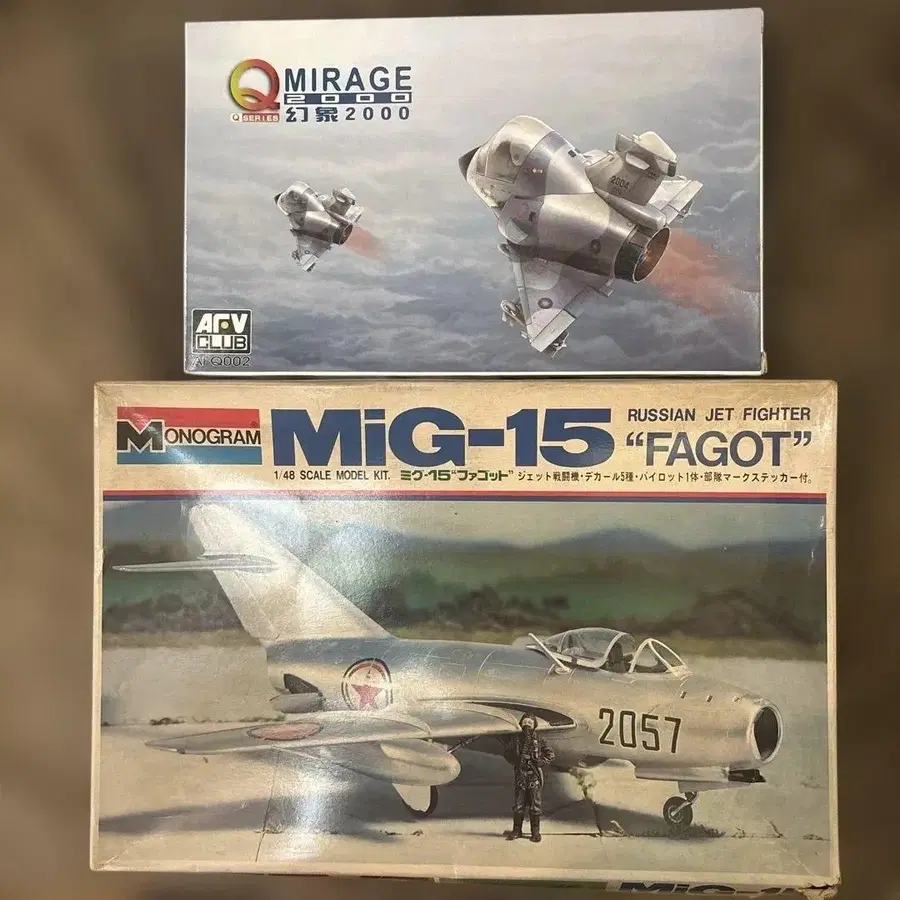 Q MIRAGE
2000
Q SERIES 幻象2000
2004
AFV
CLUB
AFQ002
MONOGRAM MiG-15 RUSSIAN JET FIGHTER
"FAGOT"
1/48 SCALE MODEL KIT. ミグ・15"ファゴット" ジェット戦闘機・デカール5種・パイロット1体・部隊マークステッカー付。
2057
MiG-15